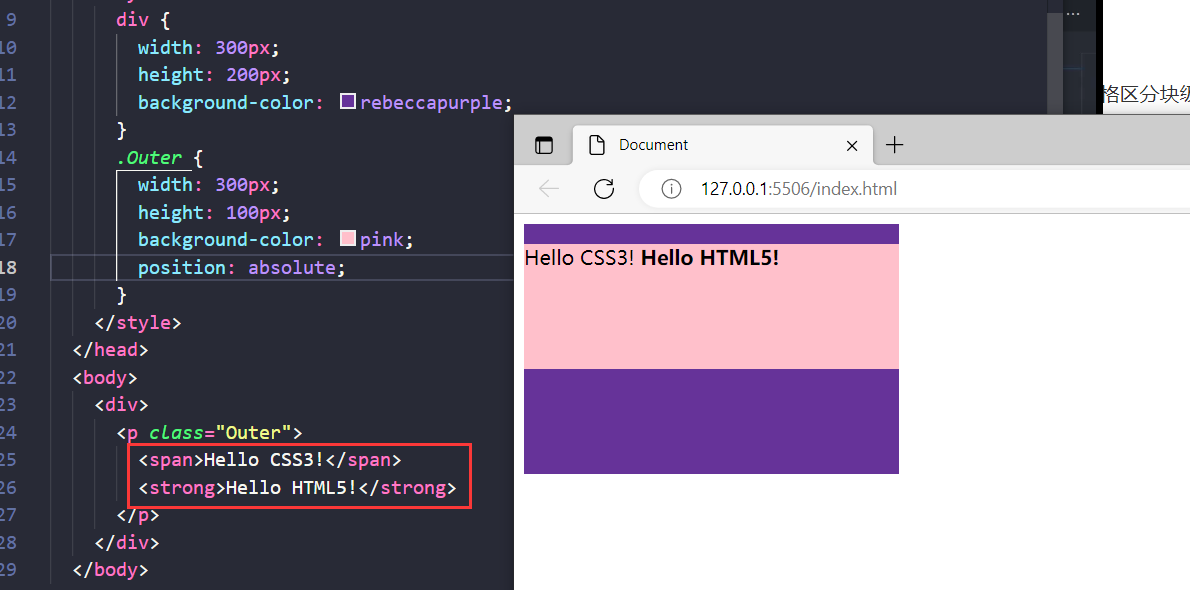 9 div {
10 width: 300px;
11 height: 200px;
12 background-color: rebeccapurple;
13 }
14 .Outer {
15 width: 300px;
16 height: 100px;
17 background-color: pink;
18 position: absolute;
19 }
20 </style>
21 </head>
22 <body>
23 <div>
24 <p class="Outer">
25 <span>Hello CSS3!</span>
26 <strong>Hello HTML5!</strong>
27 </p>
28 </div>
29 </body>
...
格区分块级
Document
127.0.0.1:5506/index.html
Hello CSS3! Hello HTML5!